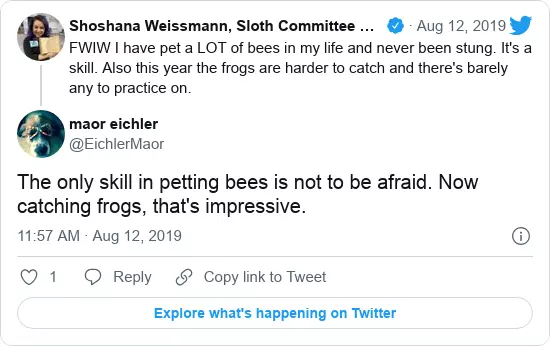 Shoshana Weissmann, Sloth Committee ... · Aug 12, 2019
FWIW I have pet a LOT of bees in my life and never been stung. It's a
skill. Also this year the frogs are harder to catch and there's barely
any to practice on.
maor eichler
@EichlerMaor
The only skill in petting bees is not to be afraid. Now
catching frogs, that's impressive.
11:57 AM · Aug 12, 2019
1 Reply Copy link to Tweet
Explore what's happening on Twitter